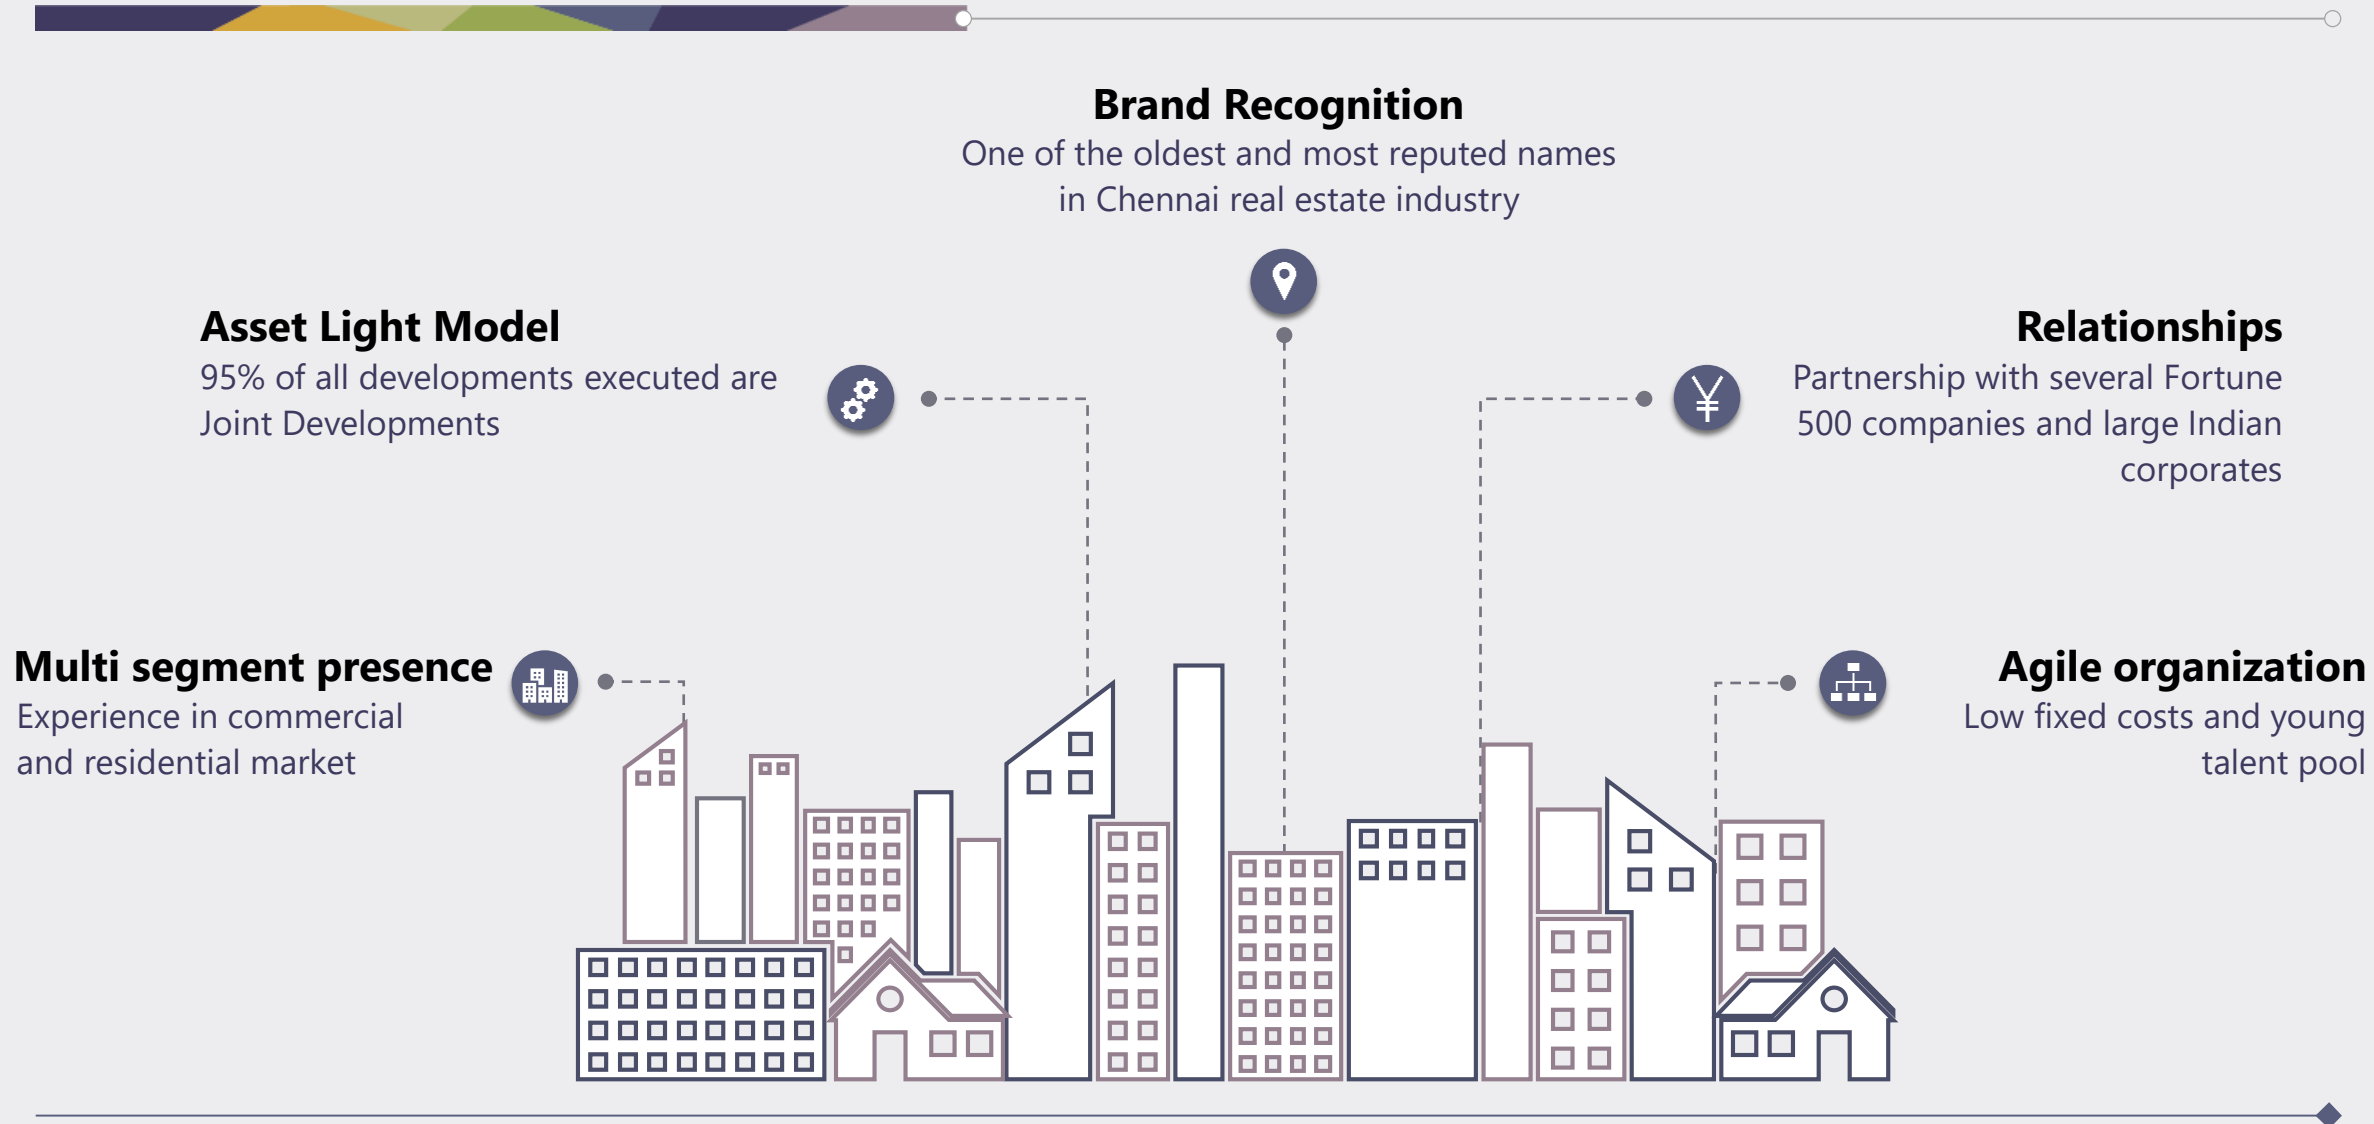 Brand Recognition
One of the oldest and most reputed names
in Chennai real estate industry
Asset Light Model
95% of all developments executed are
Joint Developments
Relationships
Partnership with several Fortune
500 companies and large Indian
corporates
Multi segment presence
Experience in commercial
and residential market
Agile organization
Low fixed costs and young
talent pool